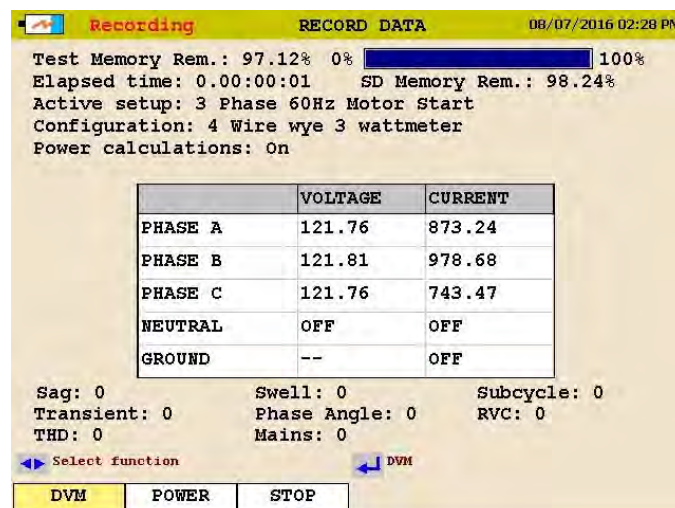 Recording RECORD DATA 08/07/2016 02:28 PM
Test Memory Rem.: 97.12% 0% 100%
Elapsed time: 0.00:00:01 SD Memory Rem.: 98.24%
Active setup: 3 Phase 60Hz Motor Start
Configuration: 4 Wire wye 3 wattmeter
Power calculations: On
VOLTAGE CURRENT
PHASE A 121.76 873.24
PHASE B 121.81 978.68
PHASE C 121.76 743.47
NEUTRAL OFF OFF
GROUND -- OFF
Sag: 0 Swell: 0 Subcycle: 0
Transient: 0 Phase Angle: 0 RVC: 0
THD: 0 Mains: 0
Select function DVM
DVM POWER STOP